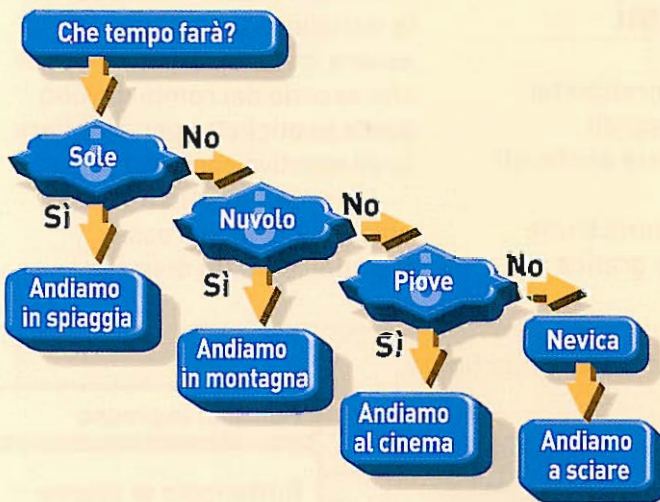 Che tempo farà?
Sole
No
Sì
Nuvolo
No
Andiamo
in spiaggia
Sì
Piove
No
Andiamo
in montagna
Sì
Nevica
Andiamo
al cinema
Andiamo
a sciare